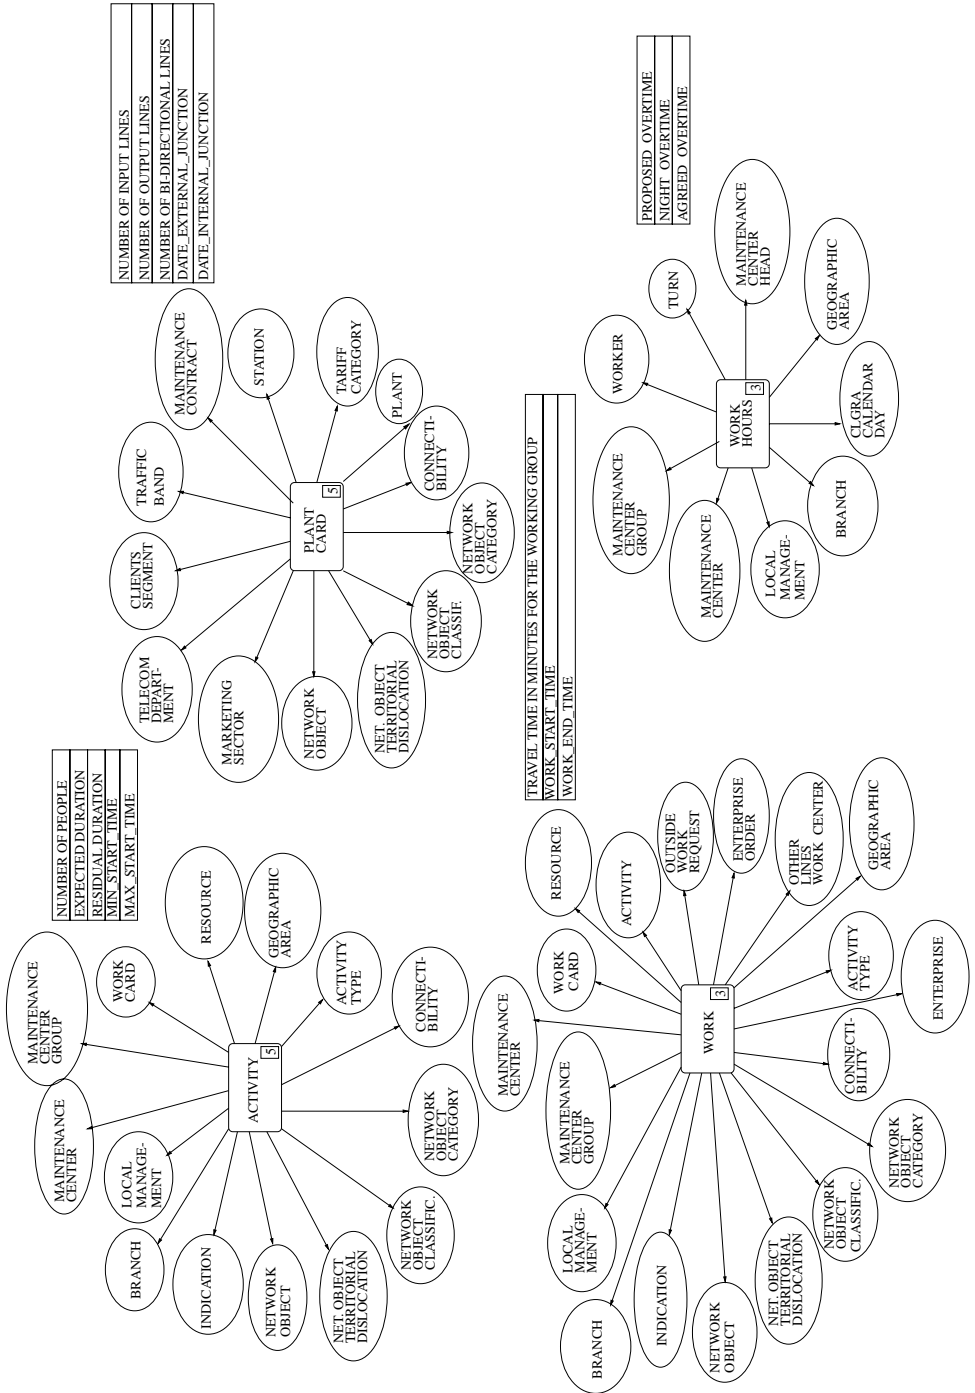 NUMBER OF PEOPLE
EXPECTED DURATION
RESIDUAL DURATION
MIN_START_TIME
MAX_START_TIME
MAINTENANCE
CENTER
GROUP
MAINTENANCE
CENTER
WORK
CARD
RESOURCE
GEOGRAPHIC
AREA
ACTIVITY
TYPE
CONNECTI-
BILITY
LOCAL
MANAGE-
MENT
ACTIVITY
5
BRANCH
INDICATION
NETWORK
OBJECT
NET. OBJECT
TERRITORIAL
DISLOCATION
NETWORK
OBJECT
CLASSIFIC.
NETWORK
OBJECT
CATEGORY
NUMBER OF INPUT LINES
NUMBER OF OUTPUT LINES
NUMBER OF BI-DIRECTIONAL LINES
DATE_EXTERNAL_JUNCTION
DATE_INTERNAL_JUNCTION
MAINTENANCE
CONTRACT
STATION
TARIFF
CATEGORY
PLANT
CONNECTI-
BILITY
TRAFFIC
BAND
CLIENTS
SEGMENT
TELECOM
DEPART-
MENT
PLANT
CARD
5
MARKETING
SECTOR
NETWORK
OBJECT
NET. OBJECT
TERRITORIAL
DISLOCATION
NETWORK
OBJECT
CLASSIF.
NETWORK
OBJECT
CATEGORY
TRAVEL TIME IN MINUTES FOR THE WORKING GROUP
WORK_START_TIME
WORK_END_TIME
RESOURCE
ACTIVITY
OUTSIDE
WORK
REQUEST
ENTERPRISE
ORDER
OTHER
LINES
WORK CENTER
GEOGRAPHIC
AREA
WORK
CARD
MAINTENANCE
CENTER
ACTIVITY
TYPE
ENTERPRISE
WORK
3
MAINTENANCE
CENTER
GROUP
CONNECTI-
BILITY
LOCAL
MANAGE-
MENT
BRANCH
INDICATION
NETWORK
OBJECT
NET. OBJECT
TERRITORIAL
DISLOCATION
NETWORK
OBJECT
CLASSIFIC.
NETWORK
OBJECT
CATEGORY
PROPOSED_OVERTIME
NIGHT_OVERTIME
AGREED_OVERTIME
WORKER
TURN
MAINTENANCE
CENTER
HEAD
GEOGRAPHIC
AREA
CLGRA
CALENDAR
DAY
WORK
HOURS
3
MAINTENANCE
CENTER
GROUP
MAINTENANCE
CENTER
LOCAL
MANAGE-
MENT
BRANCH